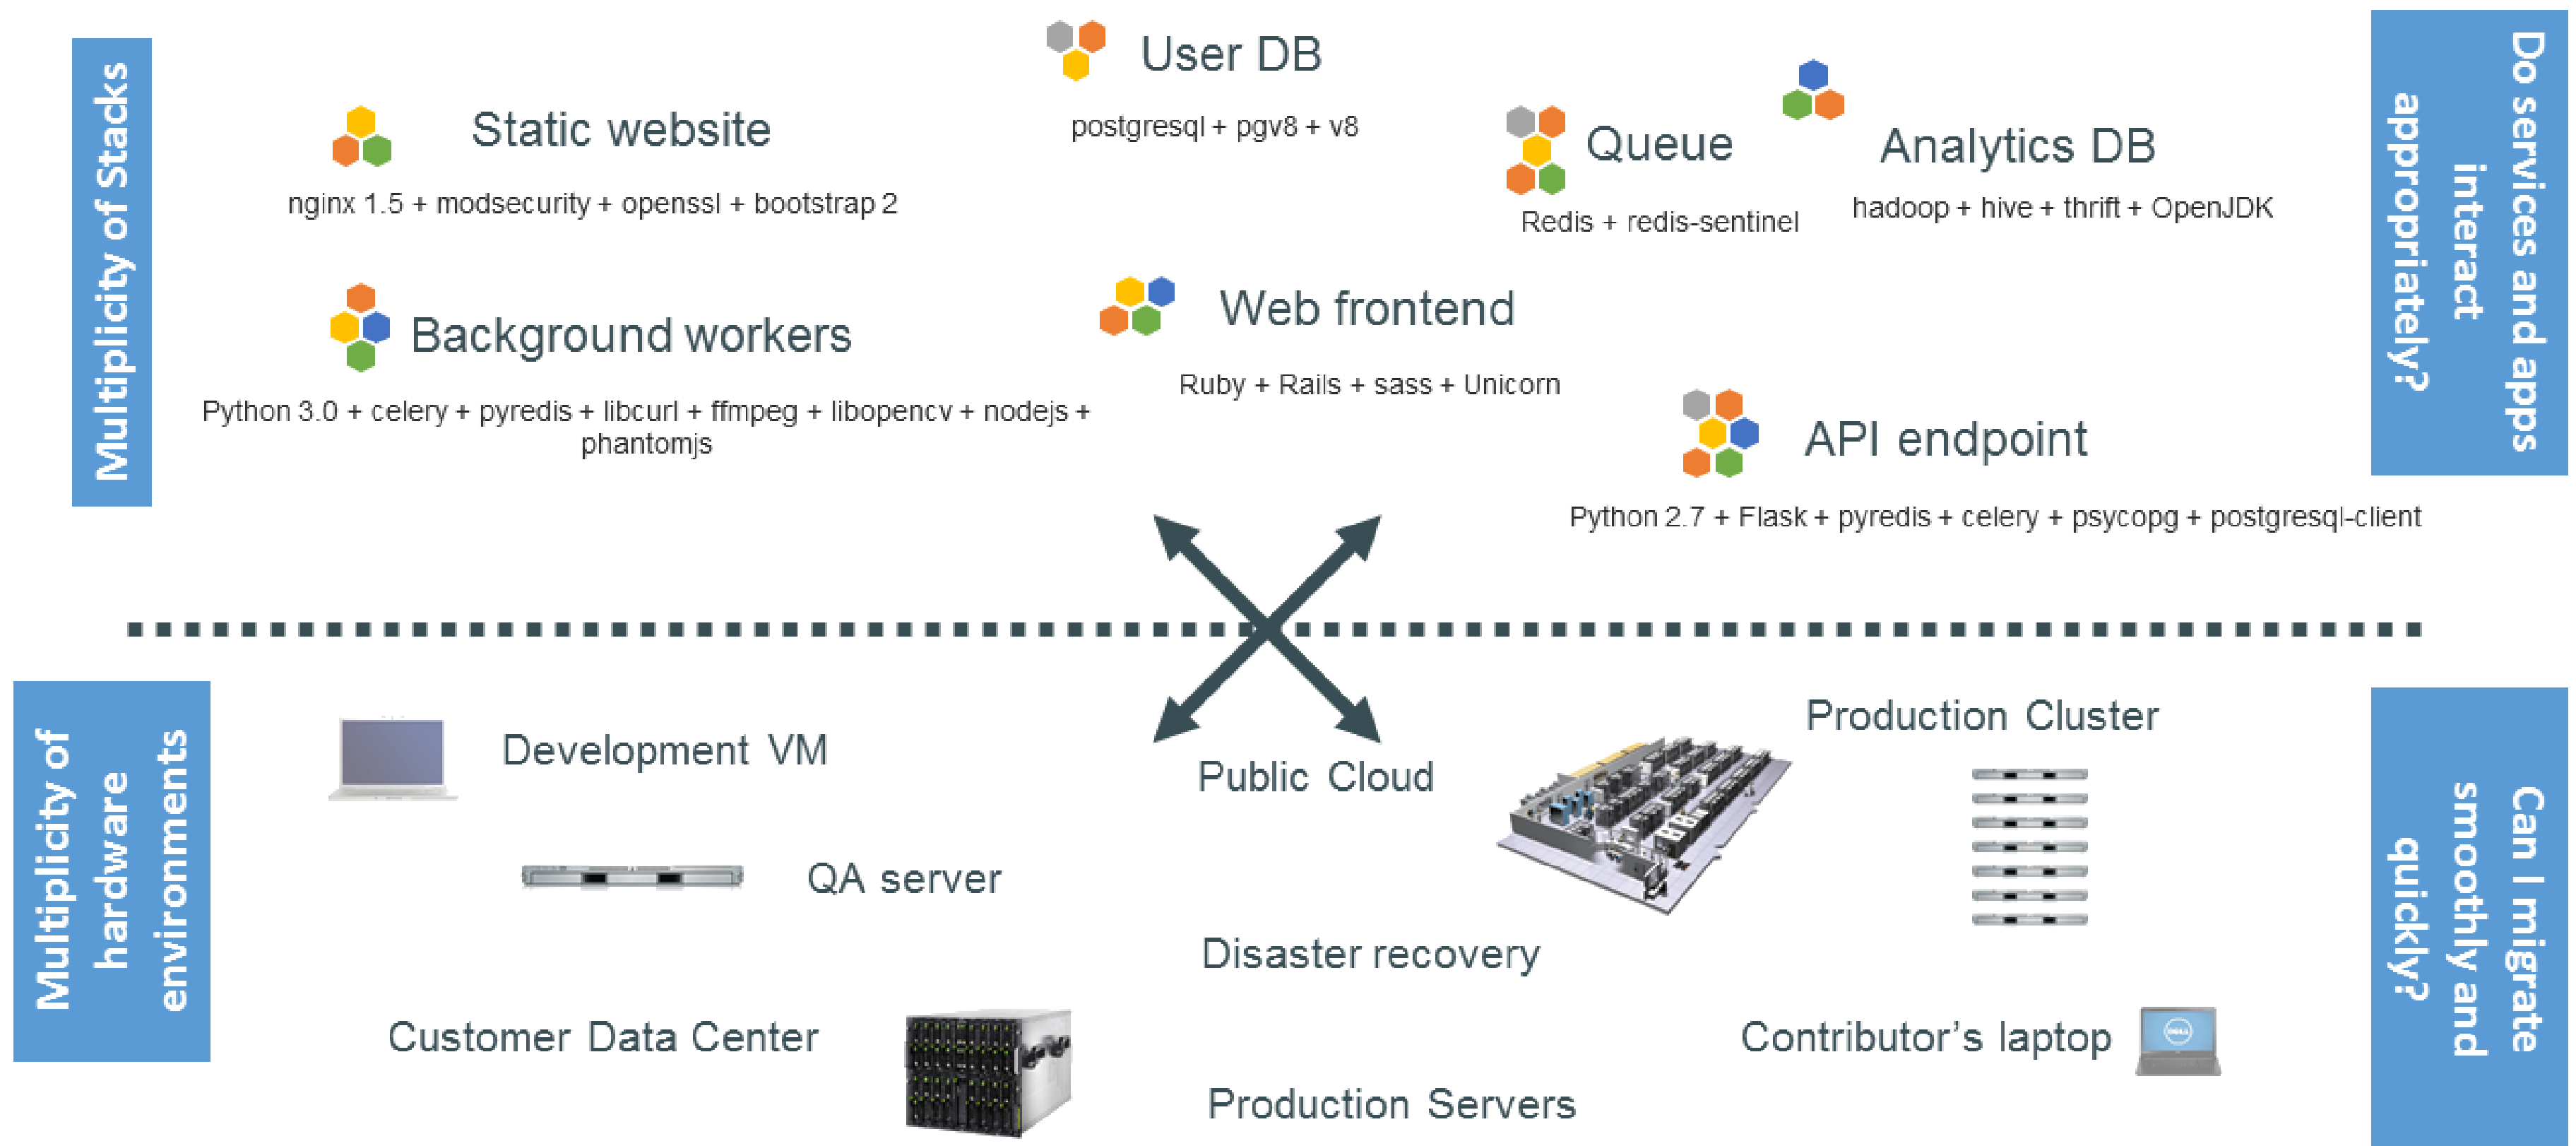 Multiplicity of Stacks
Static website
nginx 1.5 + modsecurity + openssl + bootstrap 2
Background workers
Python 3.0 + celery + pyredis + libcurl + ffmpeg + libopencv + nodejs +
phantomjs
User DB
postgresql + pgv8 + v8
Queue
Redis + redis-sentinel
Analytics DB
hadoop + hive + thrift + OpenJDK
Web frontend
Ruby + Rails + sass + Unicorn
API endpoint
Python 2.7 + Flask + pyredis + celery + psycopg + postgresql-client
Do services and apps
interact
appropriately?
Multiplicity of
hardware
environments
Development VM
QA server
Customer Data Center
Public Cloud
Disaster recovery
Production Servers
Production Cluster
Contributor’s laptop
DELL
Can I migrate
smoothly and
quickly?